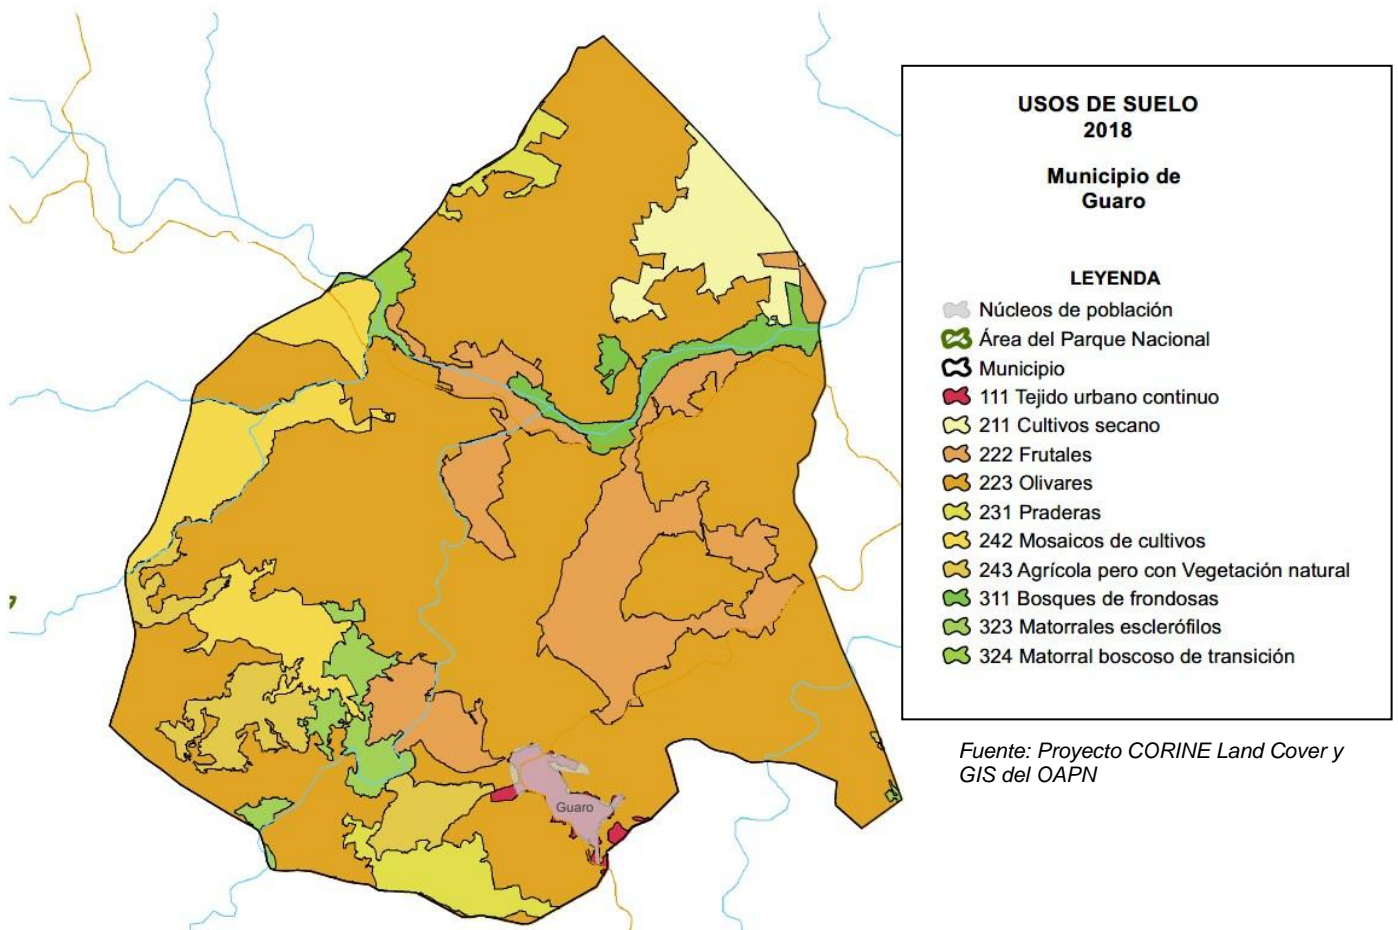 USOS DE SUELO
2018
Municipio de
Guaro
LEYENDA
Núcleos de población
Área del Parque Nacional
Municipio
111 Tejido urbano continuo
211 Cultivos secano
222 Frutales
223 Olivares
231 Praderas
242 Mosaicos de cultivos
243 Agrícola pero con Vegetación natural
311 Bosques de frondosas
323 Matorrales esclerófilos
324 Matorral boscoso de transición
Fuente: Proyecto CORINE Land Cover y
GIS del OAPN
Guaro